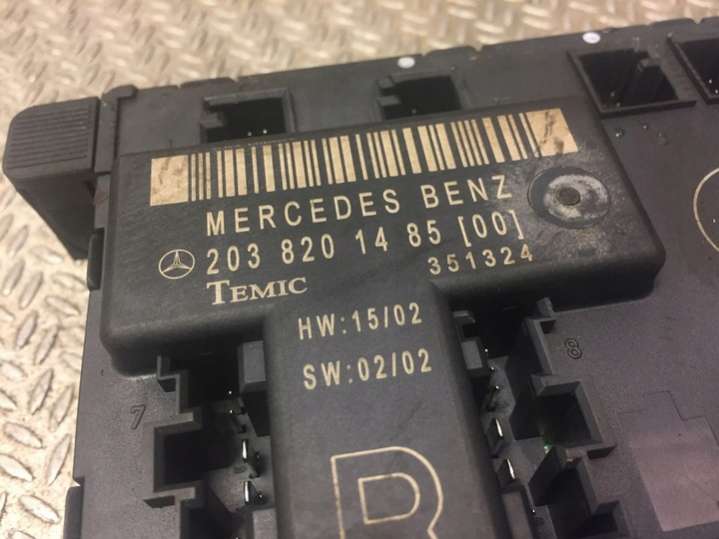 MERCEDES BENZ
203 820 14 85 [00]
TEMIC 351324
HW:15/02
SW:02/02
7 8
R